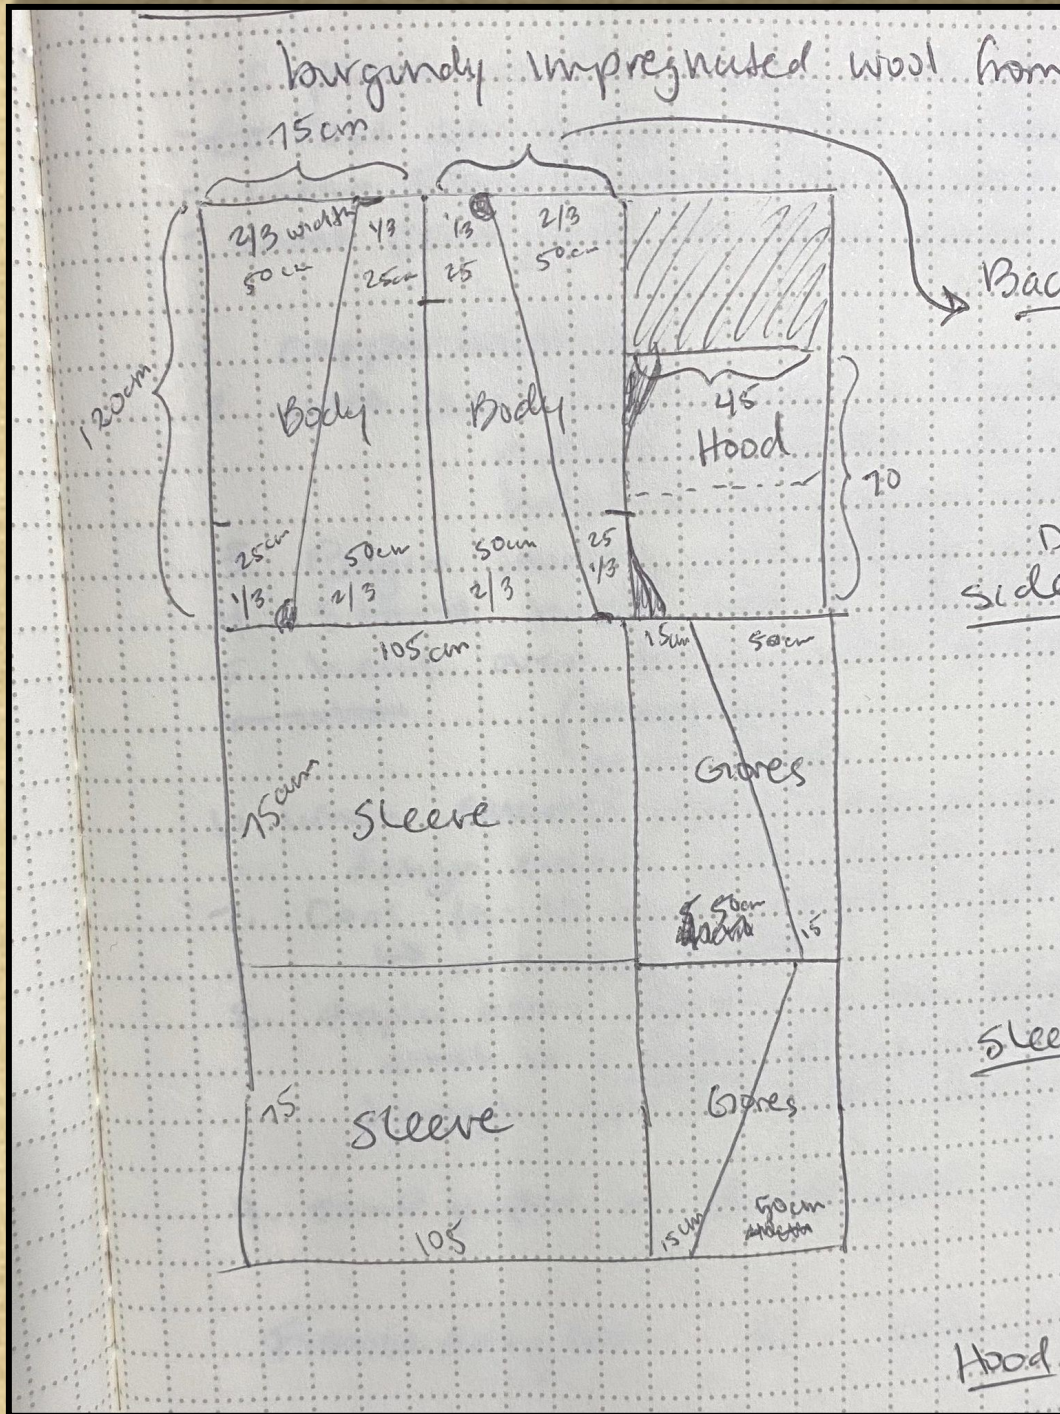 burgundy impregnated wool from
75cm
2/3 width 1/3 1/3 2/3
50cm 25cm 25 50cm
Bac
120cm
45
Body Body Hood
70
25cm 50cm 50cm 25
1/3 2/3 2/3 1/3
side
105cm 15cm 50cm
75cm Sleeve Gores
50cm 15
Slee
75 Sleeve Gores
50cm
105 15cm
Hood